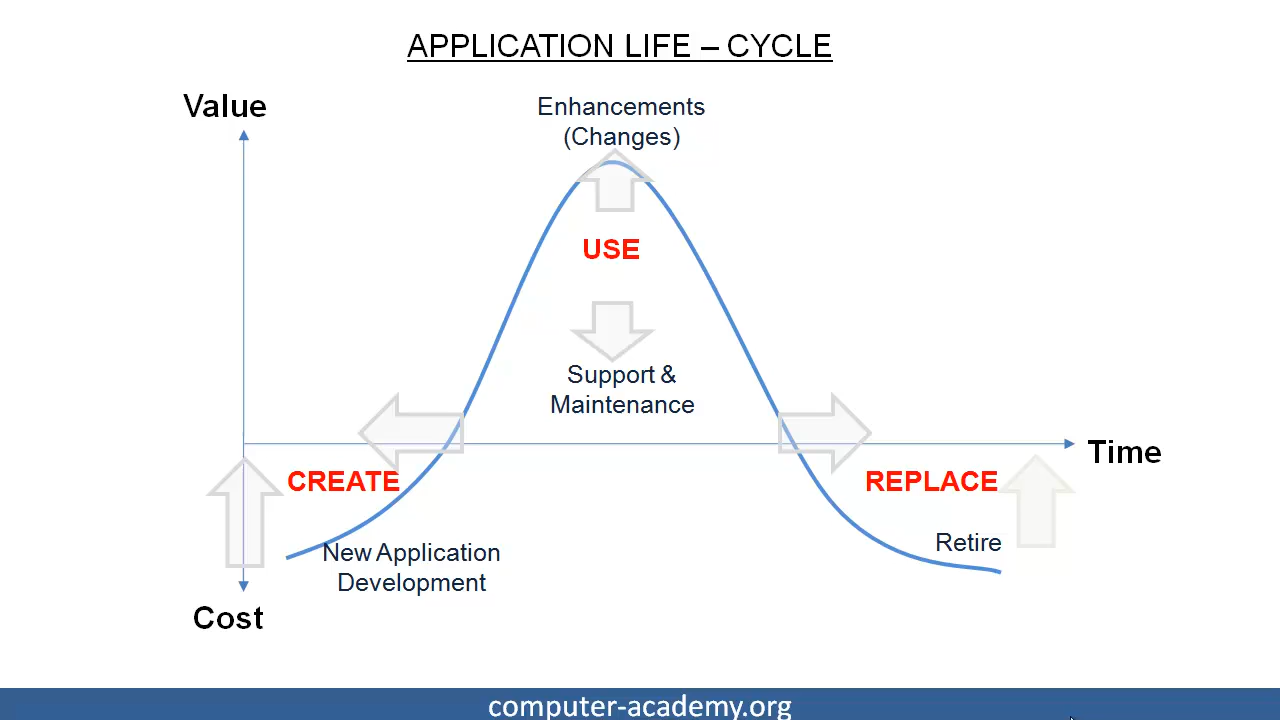 APPLICATION LIFE – CYCLE
Value
Enhancements
(Changes)
USE
Support &
Maintenance
Time
CREATE
REPLACE
New Application
Development
Retire
Cost
computer-academy.org